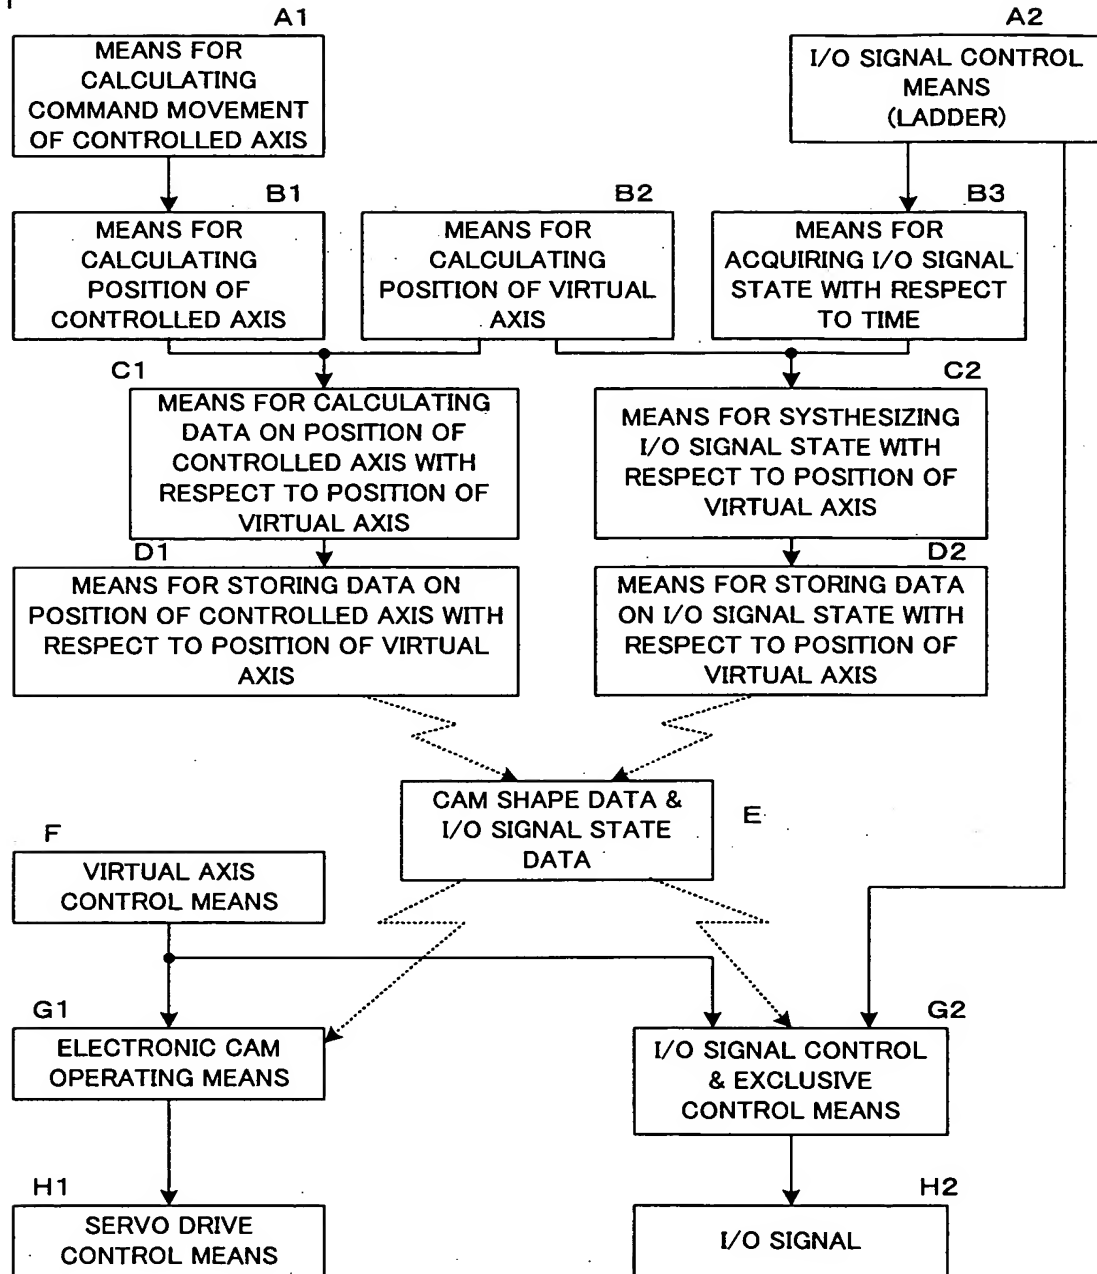 A1
MEANS FOR
CALCULATING
COMMAND MOVEMENT
OF CONTROLLED AXIS
A2
I/O SIGNAL CONTROL
MEANS
(LADDER)
B1
MEANS FOR
CALCULATING
POSITION OF
CONTROLLED AXIS
B2
MEANS FOR
CALCULATING
POSITION OF VIRTUAL
AXIS
B3
MEANS FOR
ACQUIRING I/O SIGNAL
STATE WITH RESPECT
TO TIME
C1
MEANS FOR CALCULATING
DATA ON POSITION OF
CONTROLLED AXIS WITH
RESPECT TO POSITION OF
VIRTUAL AXIS
C2
MEANS FOR SYSTHESIZING
I/O SIGNAL STATE WITH
RESPECT TO POSITION OF
VIRTUAL AXIS
D1
MEANS FOR STORING DATA ON
POSITION OF CONTROLLED AXIS WITH
RESPECT TO POSITION OF VIRTUAL
AXIS
D2
MEANS FOR STORING DATA
ON I/O SIGNAL STATE WITH
RESPECT TO POSITION OF
VIRTUAL AXIS
CAM SHAPE DATA &
I/O SIGNAL STATE
DATA
E
F
VIRTUAL AXIS
CONTROL MEANS
G1
ELECTRONIC CAM
OPERATING MEANS
G2
I/O SIGNAL CONTROL
& EXCLUSIVE
CONTROL MEANS
H1
SERVO DRIVE
CONTROL MEANS
H2
I/O SIGNAL